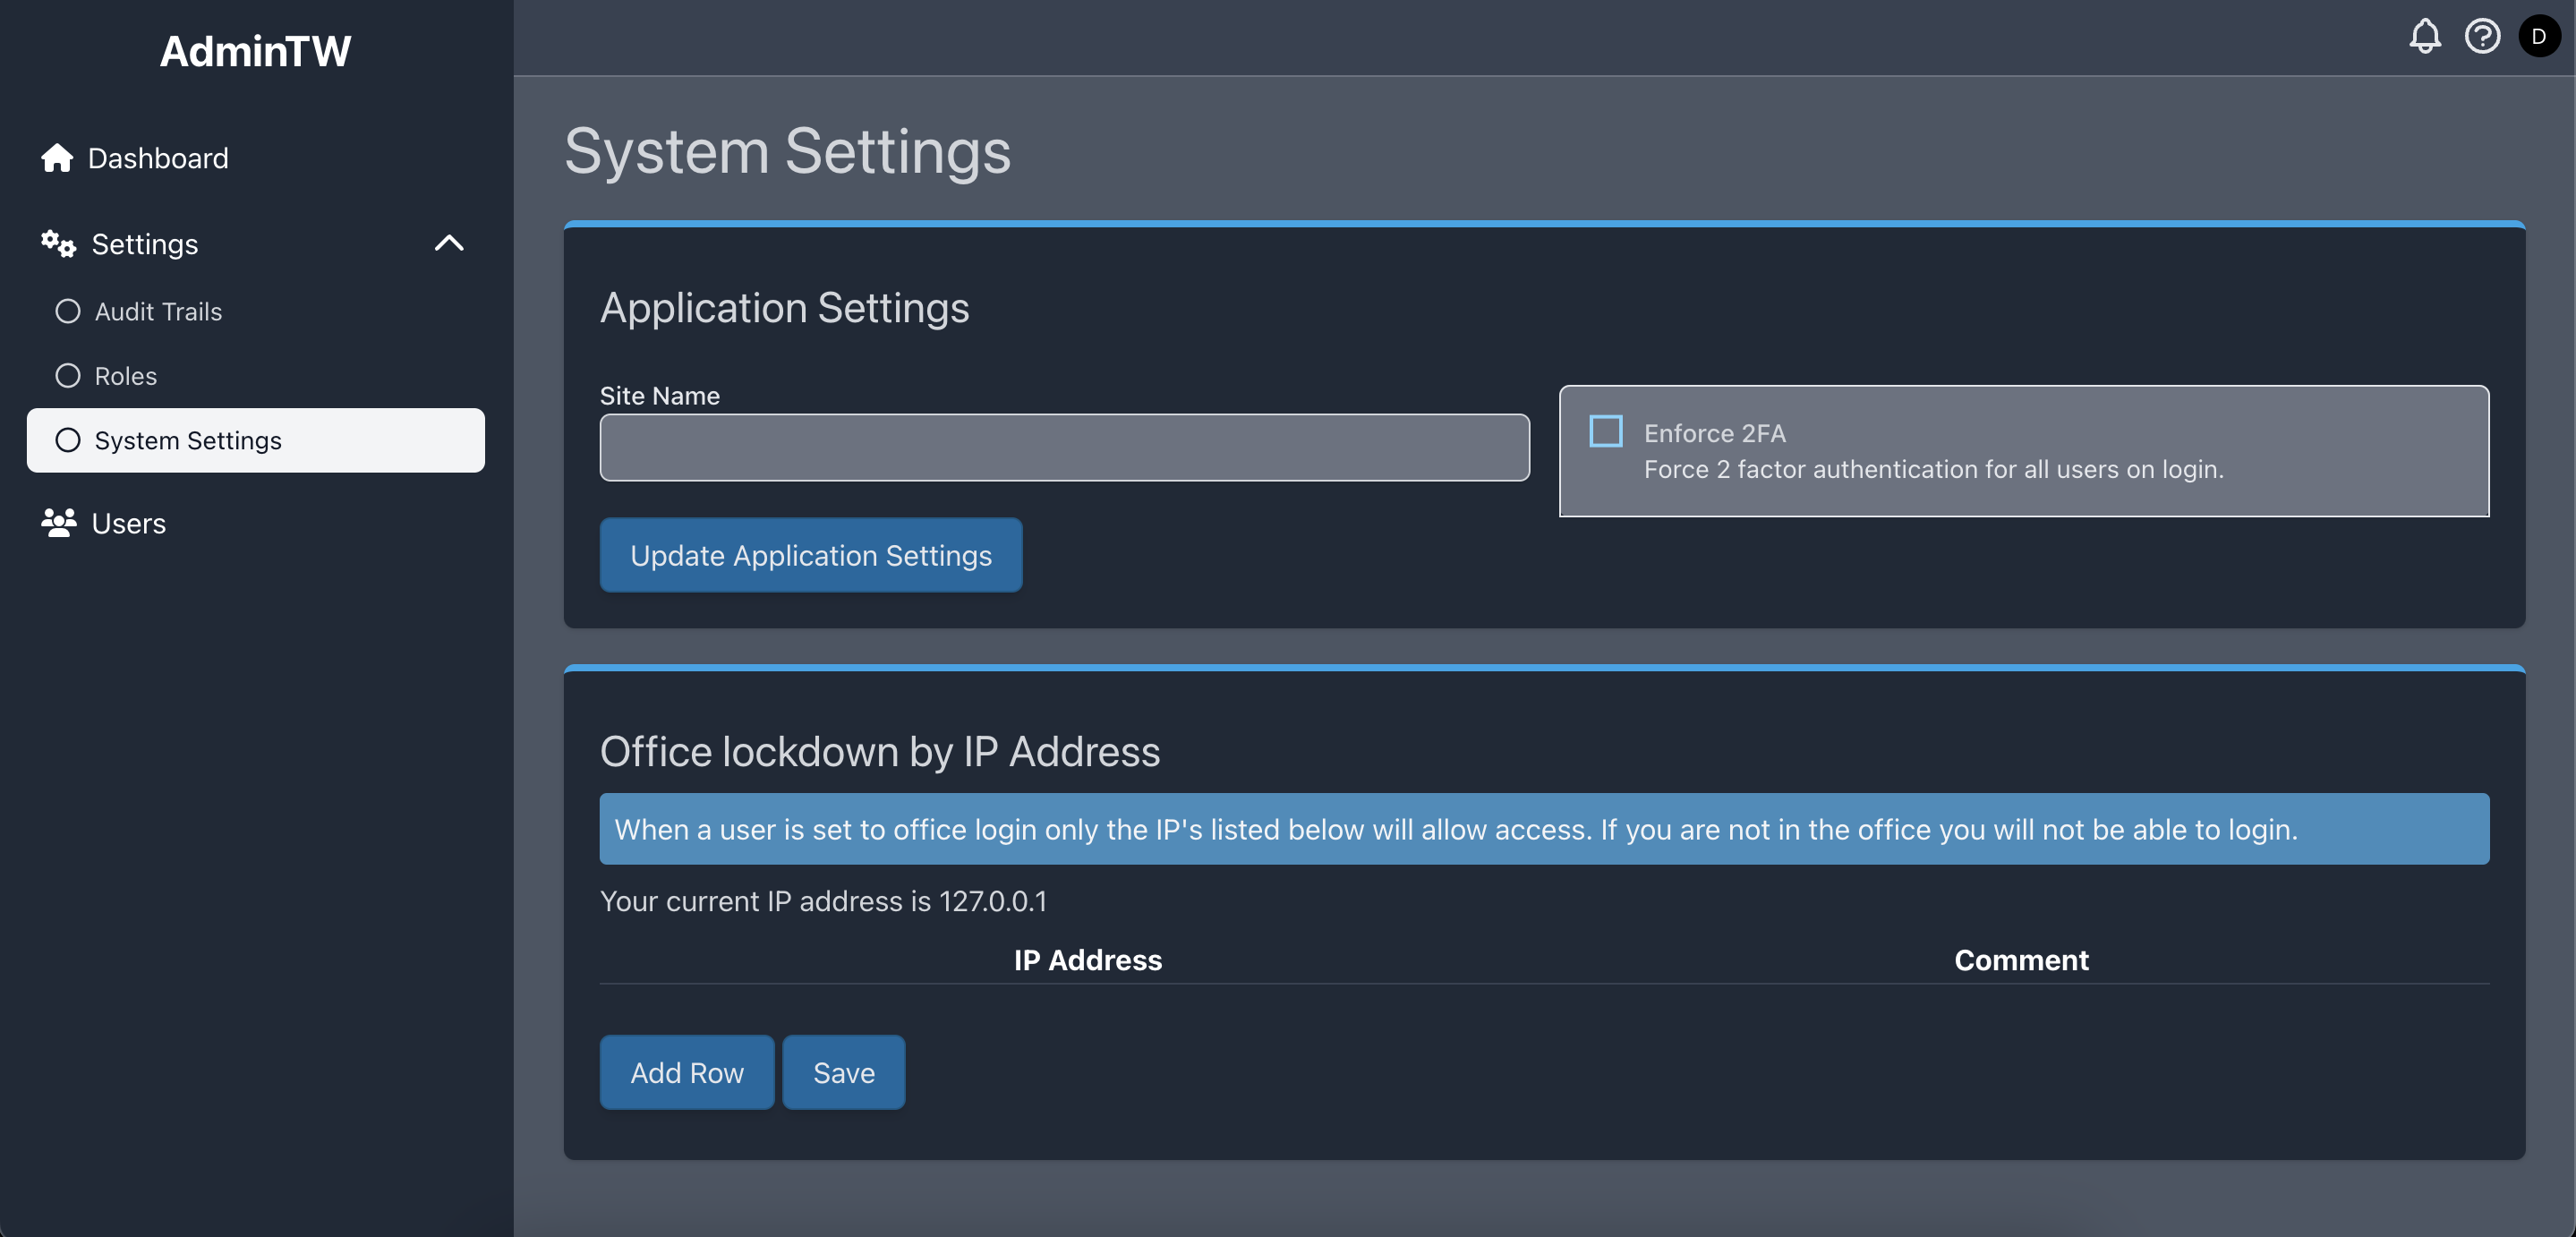 AdminTW
D
Dashboard
Settings
Audit Trails
Roles
System Settings
Users
System Settings
Application Settings
Site Name
Enforce 2FA
Force 2 factor authentication for all users on login.
Update Application Settings
Office lockdown by IP Address
When a user is set to office login only the IP's listed below will allow access. If you are not in the office you will not be able to login.
Your current IP address is 127.0.0.1
IP Address Comment
Add Row Save